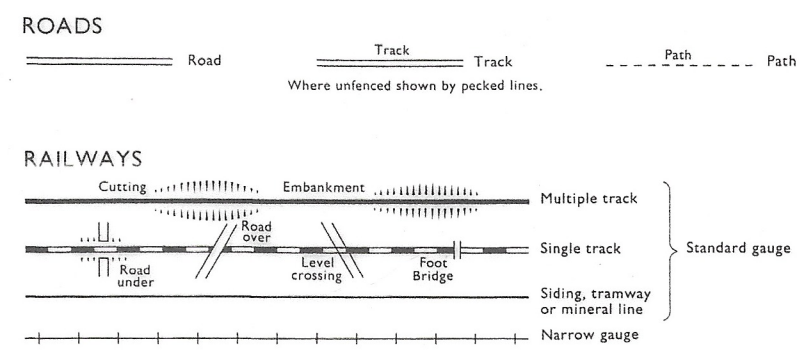 ROADS
Road
Track
Track
Path
Path
Where unfenced shown by pecked lines.
RAILWAYS
Cutting
Embankment
Multiple track
Road
over
Single track
Standard gauge
Road
under
Level
crossing
Foot
Bridge
Siding, tramway
or mineral line
Narrow gauge